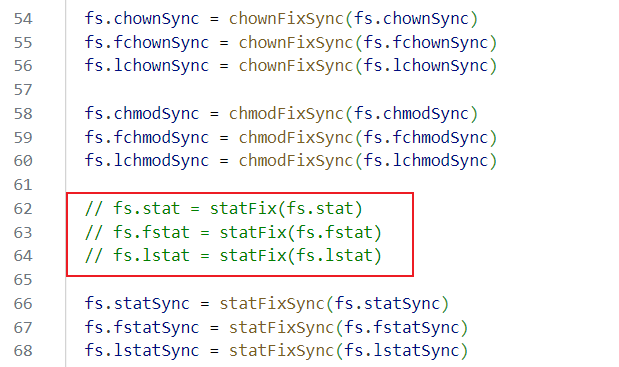 54 fs.chownSync = chownFixSync(fs.chownSync)
55 fs.fchownSync = chownFixSync(fs.fchownSync)
56 fs.lchownSync = chownFixSync(fs.lchownSync)
57
58 fs.chmodSync = chmodFixSync(fs.chmodSync)
59 fs.fchmodSync = chmodFixSync(fs.fchmodSync)
60 fs.lchmodSync = chmodFixSync(fs.lchmodSync)
61
62 // fs.stat = statFix(fs.stat)
63 // fs.fstat = statFix(fs.fstat)
64 // fs.lstat = statFix(fs.lstat)
65
66 fs.statSync = statFixSync(fs.statSync)
67 fs.fstatSync = statFixSync(fs.fstatSync)
68 fs.lstatSync = statFixSync(fs.lstatSync)